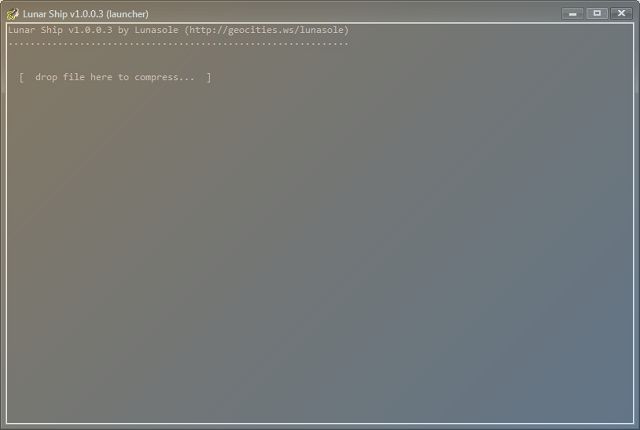 Lunar Ship v1.0.0.3 (launcher)
Lunar Ship v1.0.0.3 by Lunasole (http://geocities.ws/lunasole)
..............................................................
[  drop file here to compress...  ]